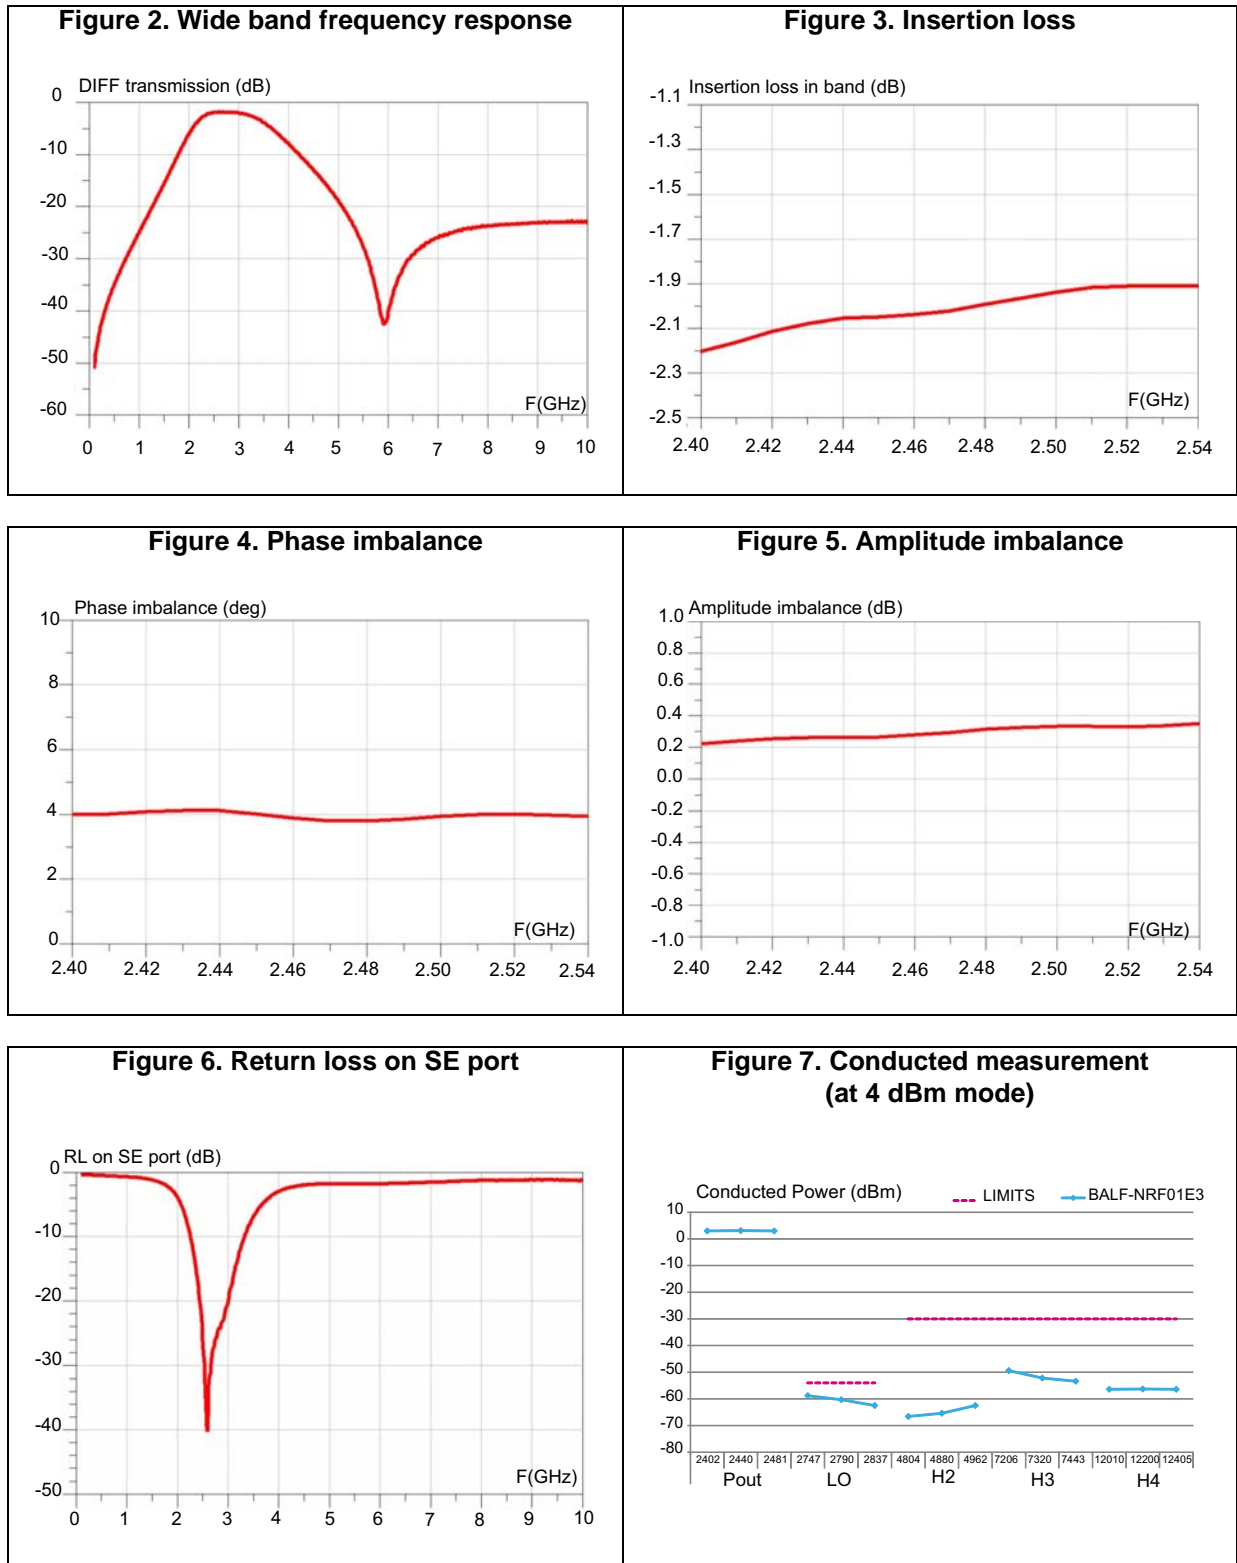 Figure 2. Wide band frequency response
DIFF transmission (dB)
0
-10
-20
-30
-40
-50
-60
F(GHz)
0 1 2 3 4 5 6 7 8 9 10
Figure 3. Insertion loss
Insertion loss in band (dB)
-1.1
-1.3
-1.5
-1.7
-1.9
-2.1
-2.3
-2.5
F(GHz)
2.40 2.42 2.44 2.46 2.48 2.50 2.52 2.54
Figure 4. Phase imbalance
Phase imbalance (deg)
10
8
6
4
2
0
F(GHz)
2.40 2.42 2.44 2.46 2.48 2.50 2.52 2.54
Figure 5. Amplitude imbalance
Amplitude imbalance (dB)
1.0
0.8
0.6
0.4
0.2
0.0
-0.2
-0.4
-0.6
-0.8
-1.0
F(GHz)
2.40 2.42 2.44 2.46 2.48 2.50 2.52 2.54
Figure 6. Return loss on SE port
RL on SE port (dB)
0
-10
-20
-30
-40
-50
F(GHz)
0 1 2 3 4 5 6 7 8 9 10
Figure 7. Conducted measurement
(at 4 dBm mode)
Conducted Power (dBm) LIMITS BALF-NRF01E3
10
0
-10
-20
-30
-40
-50
-60
-70
-80
2402 2440 2481 2747 2790 2837 4804 4880 4962 7206 7320 7443 12010 12200 12405
Pout LO H2 H3 H4